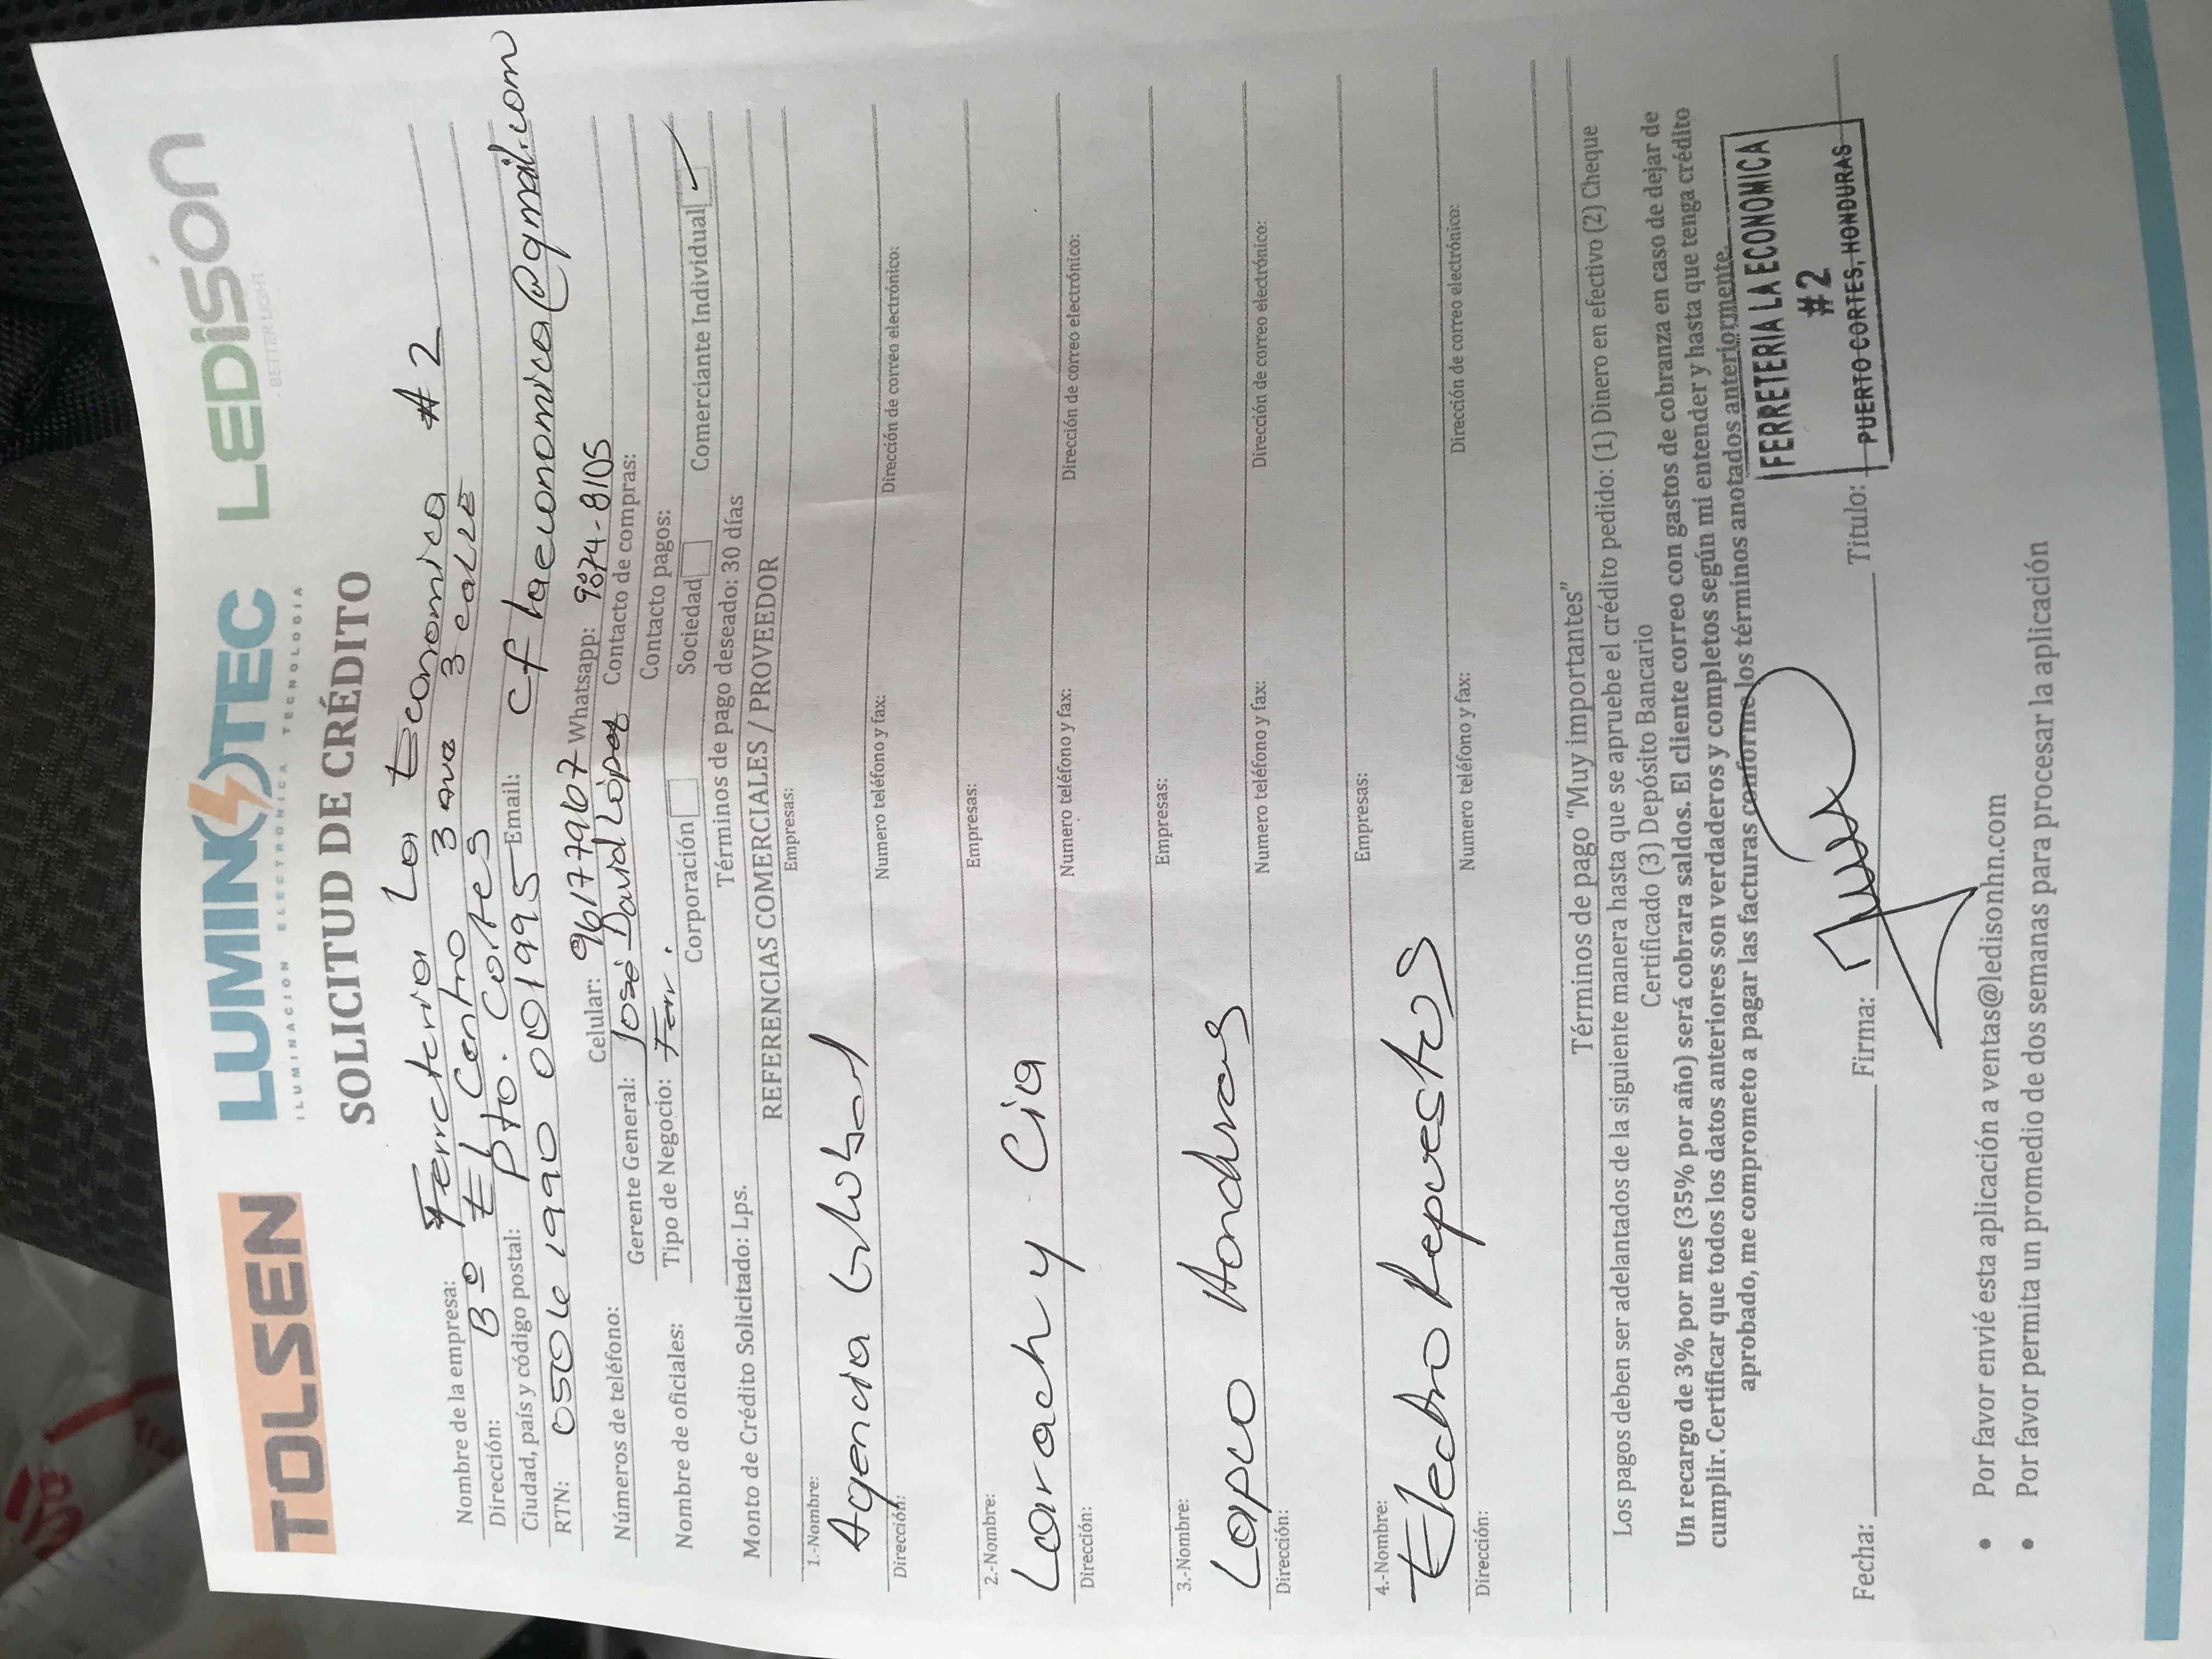 TOLSEN
LUMINOTEC
ILUMINACION ELECTRONICA TECNOLOGIA
LEDiSON
- BETTER LIGHT
SOLICITUD DE CRÉDITO
Nombre de la empresa: Ferreteria La Economica #2
Dirección: Bº El Centro 3 ave 3 calle
Ciudad, país y código postal: Pto. Cortes
RTN: 05061990 001995 Email: cflaeconomica@gmail.com
Números de teléfono: Celular: 96177967 Whatsapp: 9874-8105
Nombre de oficiales: Gerente General: José David López Contacto de compras:
Tipo de Negocio: Ferr. Contacto pagos:
Corporación Sociedad Comerciante Individual ✓
Monto de Crédito Solicitado: Lps. Términos de pago deseado: 30 días
REFERENCIAS COMERCIALES / PROVEEDOR
1.-Nombre: Empresas:
Agencia Global
Dirección: Numero teléfono y fax: Dirección de correo electrónico:
2.-Nombre: Empresas:
Larach y Cia
Dirección: Numero teléfono y fax: Dirección de correo electrónico:
3.-Nombre: Empresas:
Lapco Honduras
Dirección: Numero teléfono y fax: Dirección de correo electrónico:
4.-Nombre: Empresas:
Electro Repuestos
Dirección: Numero teléfono y fax: Dirección de correo electrónico:
Términos de pago “Muy importantes”
Los pagos deben ser adelantados de la siguiente manera hasta que se apruebe el crédito pedido: (1) Dinero en efectivo (2) Cheque
Certificado (3) Depósito Bancario
Un recargo de 3% por mes (35% por año) será cobrara saldos. El cliente correo con gastos de cobranza en caso de dejar de
cumplir. Certificar que todos los datos anteriores son verdaderos y completos según mi entender y hasta que tenga crédito
aprobado, me comprometo a pagar las facturas conforme los términos anotados anteriormente.
FERRETERIA LA ECONOMICA
#2
PUERTO CORTES, HONDURAS
Fecha: Firma: Titulo:
• Por favor envié esta aplicación a ventas@ledisonhn.com
• Por favor permita un promedio de dos semanas para procesar la aplicación